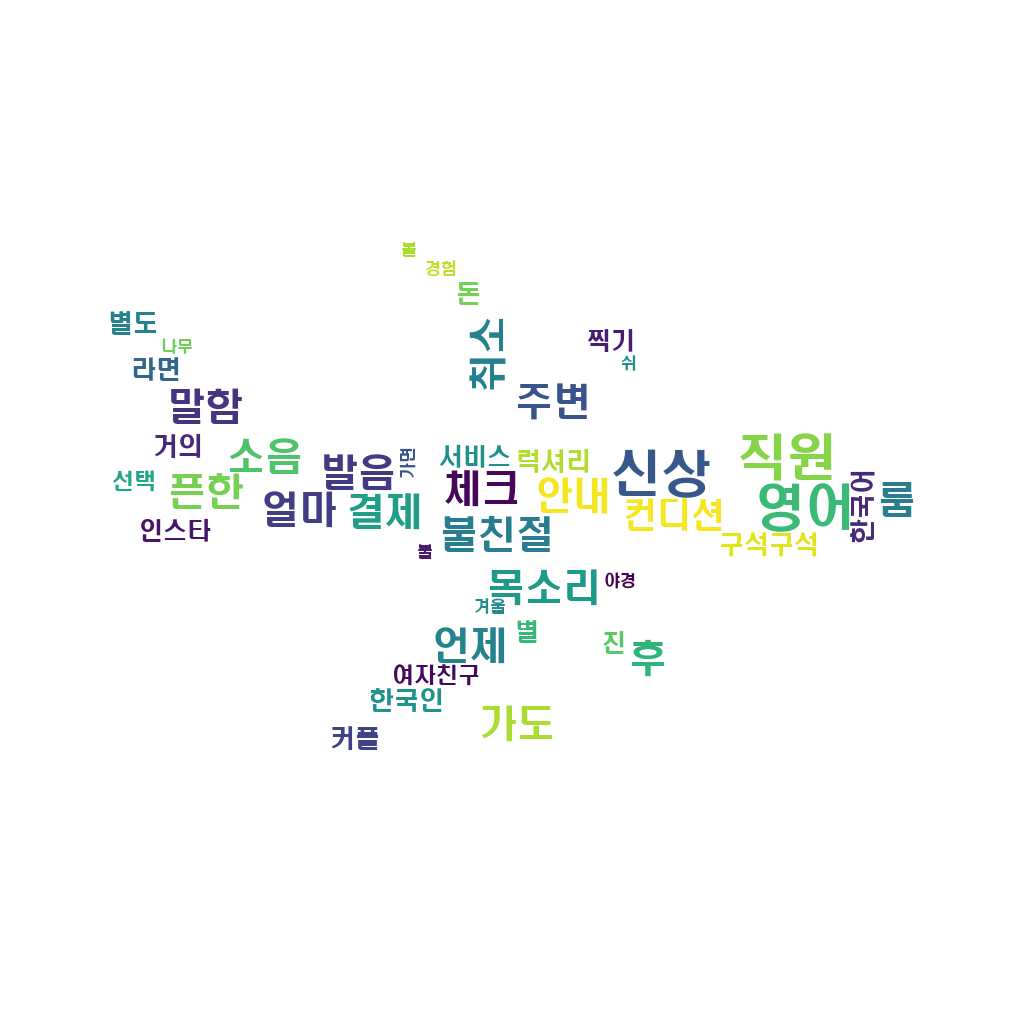 볼
경험
돈
별도
취소
찍기
나무
라면
쉬
말함
주변
거의
소음
발음
가면
서비스
럭셔리
신상
직원
선택
픈한
얼마
결제
체크
안내
컨디션
영어
한국어
룸
인스타
불친절
구석구석
불
목소리
야경
겨울
언제
별
진
후
여자친구
한국인
가도
커플